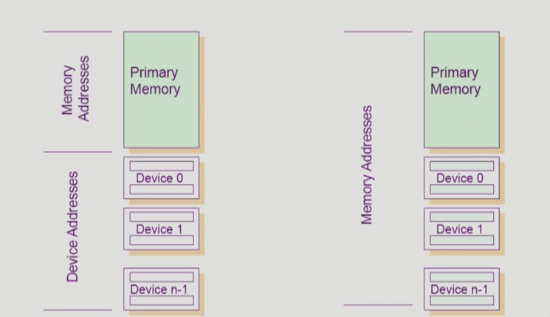 Memory
Addresses
Primary
Memory
Device Addresses
Device 0
Device 1
Device n-1
Memory Addresses
Primary
Memory
Device 0
Device 1
Device n-1